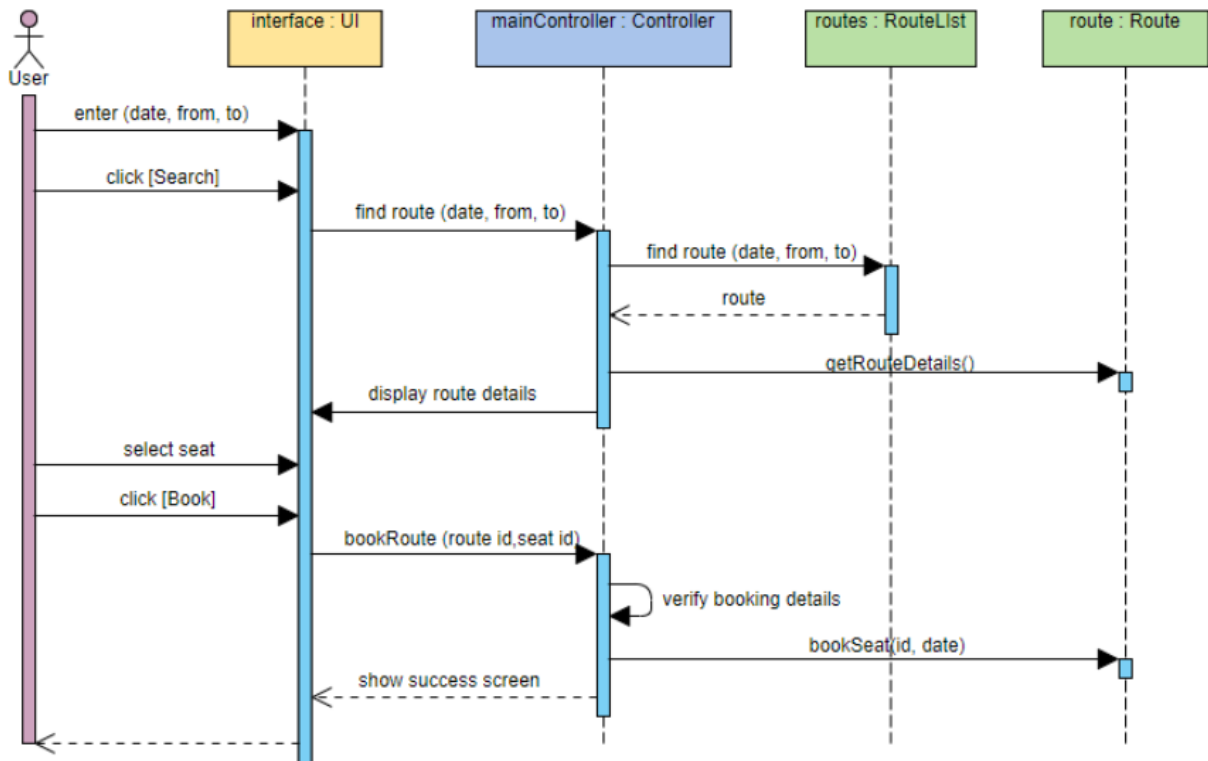 interface : UI
mainController : Controller
routes : RouteLIst
route : Route
User
enter (date, from, to)
click [Search]
find route (date, from, to)
find route (date, from, to)
route
getRouteDetails()
display route details
select seat
click [Book]
bookRoute (route id,seat id)
verify booking details
bookSeat(id, date)
show success screen